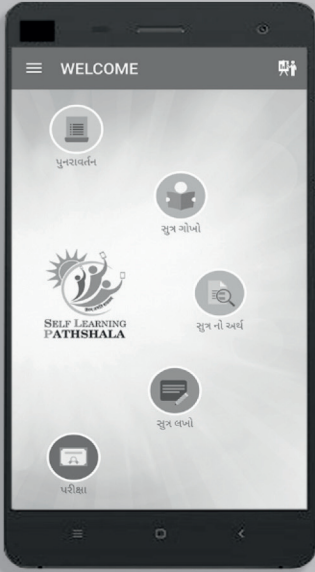 WELCOME
પુનરાવર્તન
સુત્ર ગોખો
સુત્ર નો અર્થ
SELF LEARNING
PATHSHALA
સુત્ર લખો
પરીક્ષા